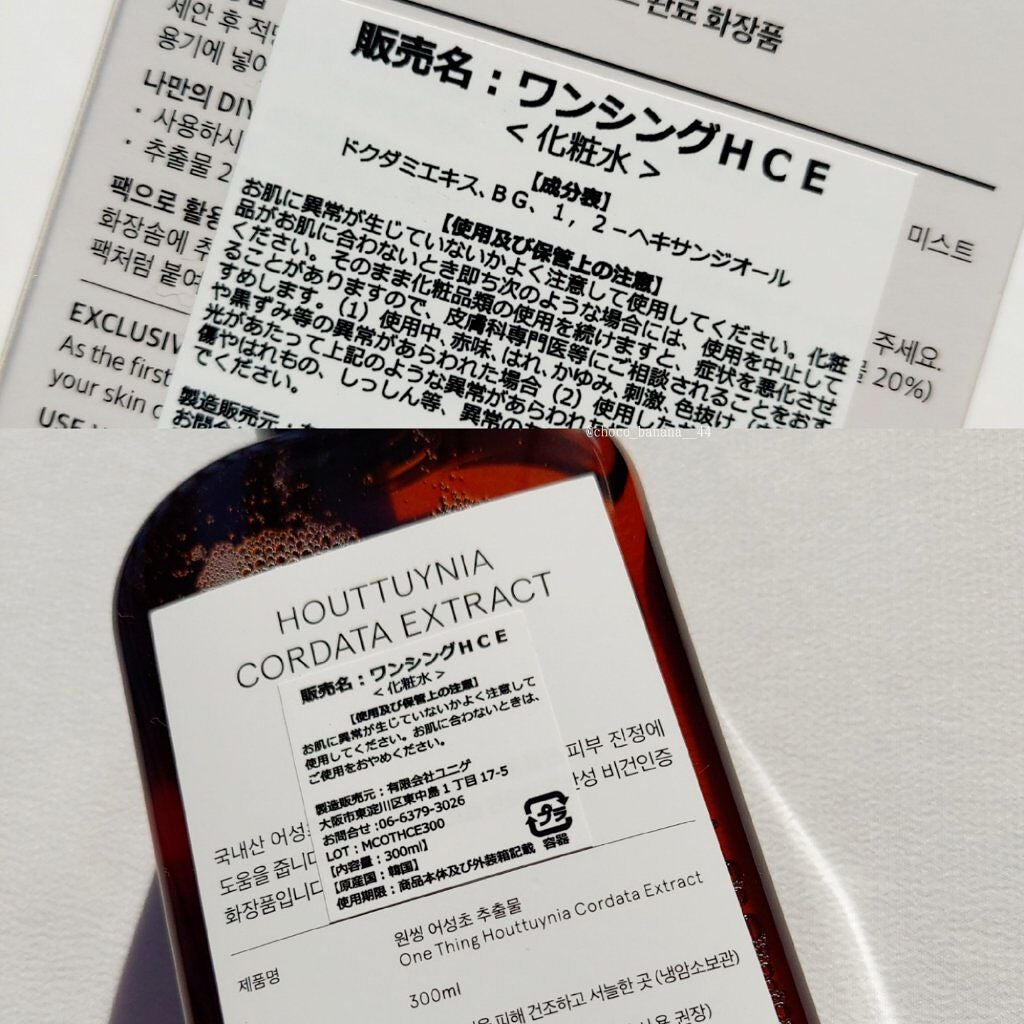 완료 화장품
세안 후 적
용기에 넣어
나만의 DIY
· 사용하시
· 추출물 2
팩으로 활용
화장솜에 추
팩처럼 붙여
미스트
주세요.
20%)
EXCLUSIV
As the first
your skin c
販売名：ワンシングＨＣＥ
＜化粧水＞
【成分表】
ドクダミエキス、ＢＧ、１，２－ヘキサンジオール
【使用及び保管上の注意】
お肌に異常が生じていないかよく注意して使用してください。化粧
品がお肌に合わないとき即ち次のような場合には、使用を中止して
ください。そのまま化粧品類の使用を続けますと、症状を悪化させ
ることがありますので、皮膚科専門医等にご相談されることをおす
すめします。（1）使用中、赤味、はれ、かゆみ、刺激、色抜け
や黒ずみ等の異常があらわれた場合（2）使用した
光があたって上記のような異常があらわれた
傷やはれもの、しっしん等、異常の
でください。
製造販売元：
お問合
@choco_banana__44
HOUTTUYNIA
CORDATA EXTRACT
販売名：ワンシングＨＣＥ
＜化粧水＞
【使用及び保管上の注意】
お肌に異常が生じていないかよく注意して
使用してください。お肌に合わないときは、
ご使用をおやめください。
製造販売元：有限会社ユニゲ
大阪市東淀川区東中島１丁目17-5
お問合せ:06-6379-3026
LOT：MCOTHCE300
【内容量：300ml】
【原産国：韓国】
使用期限：商品本体及び外装箱記載
プラ
容器
피부 진정에
국내산 어성초
안성 비건인증
도움을 줍니다
화장품입니다
제품명
원씽 어성초 추출물
One Thing Houttuynia Cordata Extract
300ml
피해 건조하고 서늘한 곳 (냉암소보관)
사용 권장)